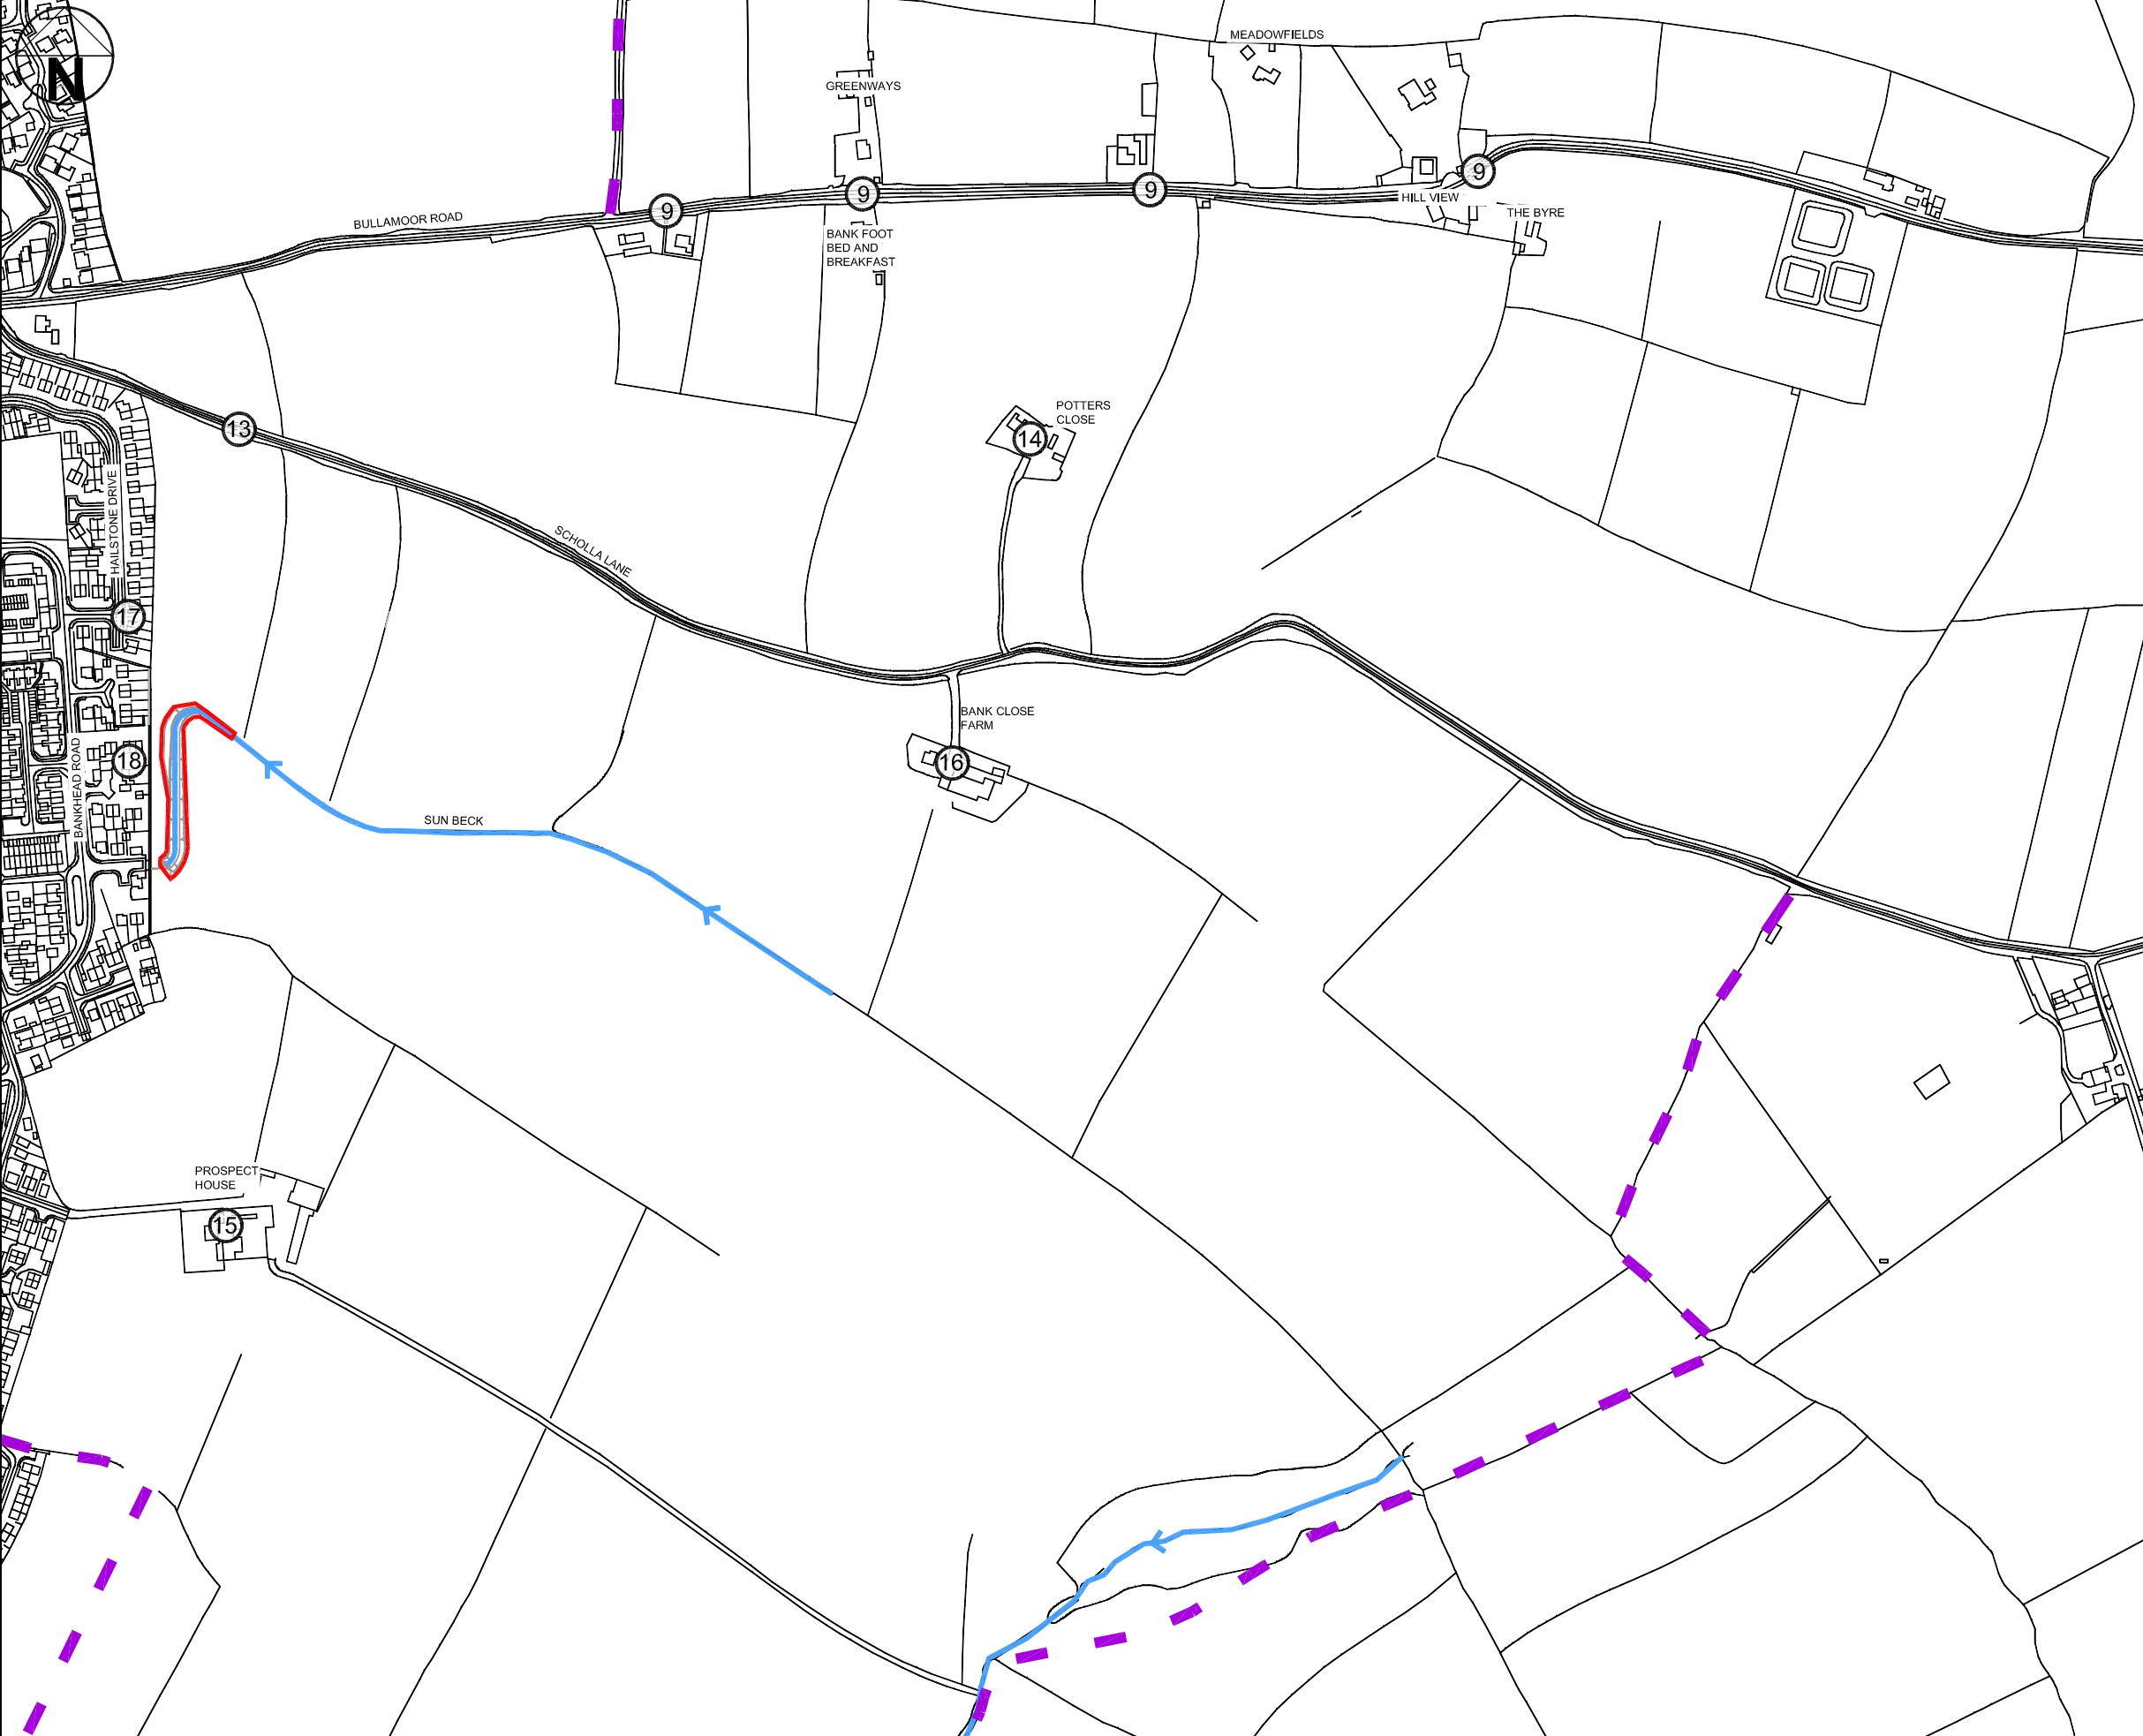 MEADOWFIELDS
N
GREENWAYS
9
9
9
9
HILL VIEW
THE BYRE
BULLAMOOR ROAD
BANK FOOT
BED AND
BREAKFAST
POTTERS
CLOSE
13
14
HAILSTONE DRIVE
SCHOLLA LANE
17
BANK CLOSE
FARM
18
16
BANKHEAD ROAD
SUN BECK
PROSPECT
HOUSE
15